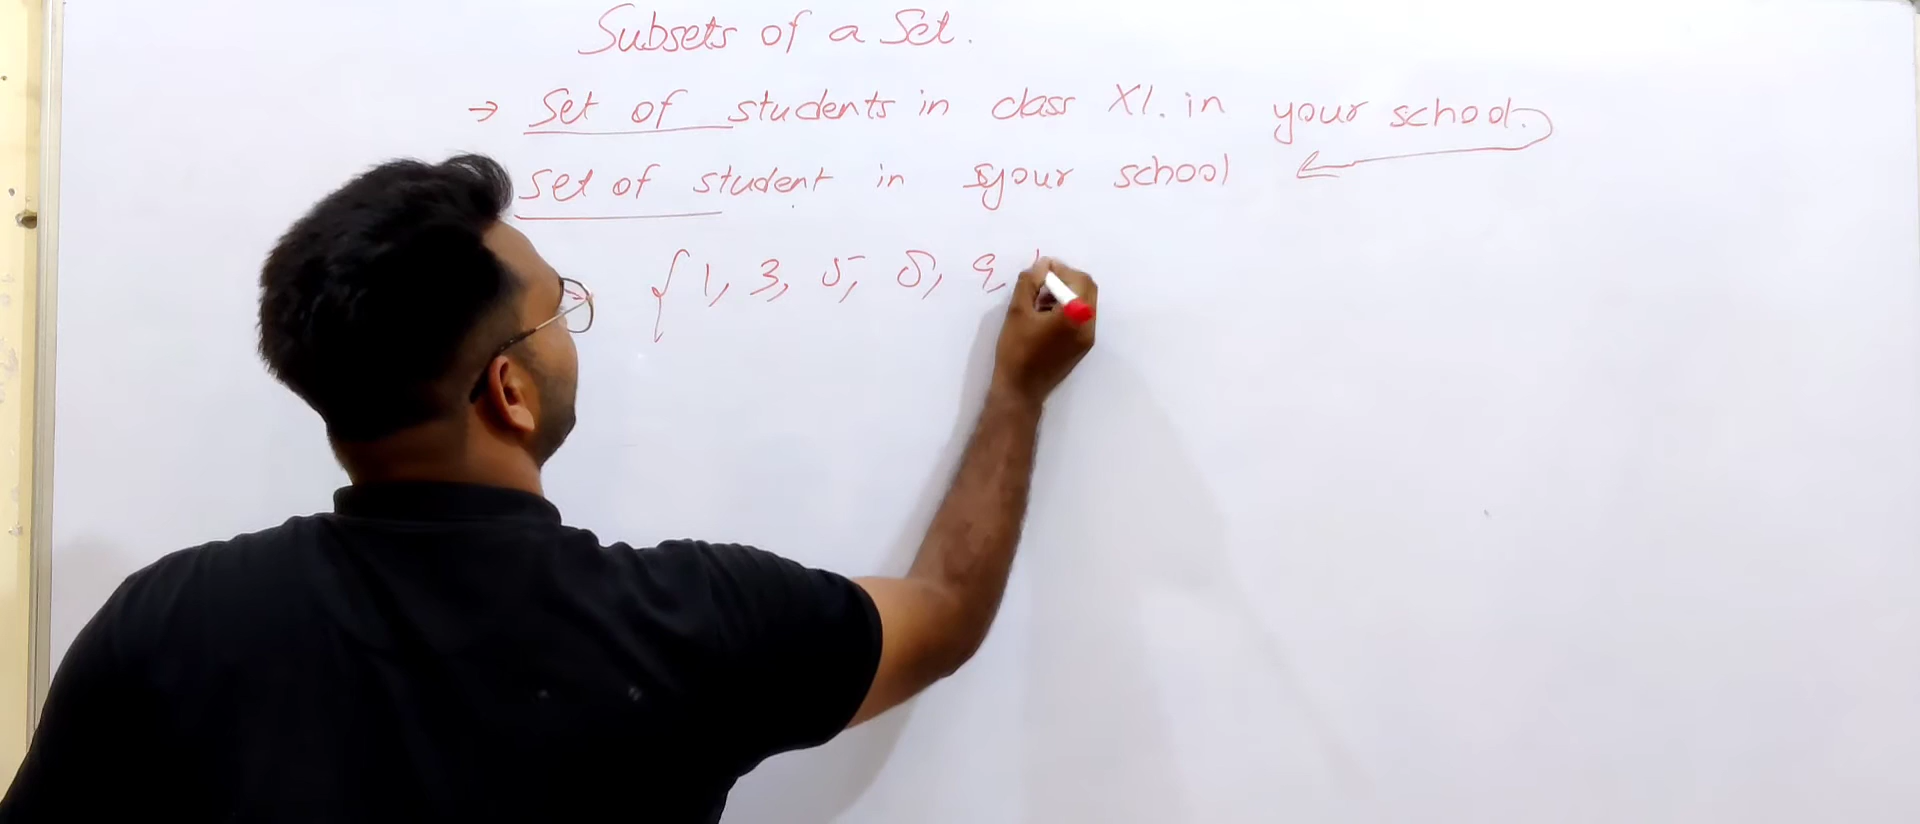 Subsets of a Set.
→ Set of students in class XI. in your school.
Set of student in your school ←
{ 1, 3, 5, 8, 9,